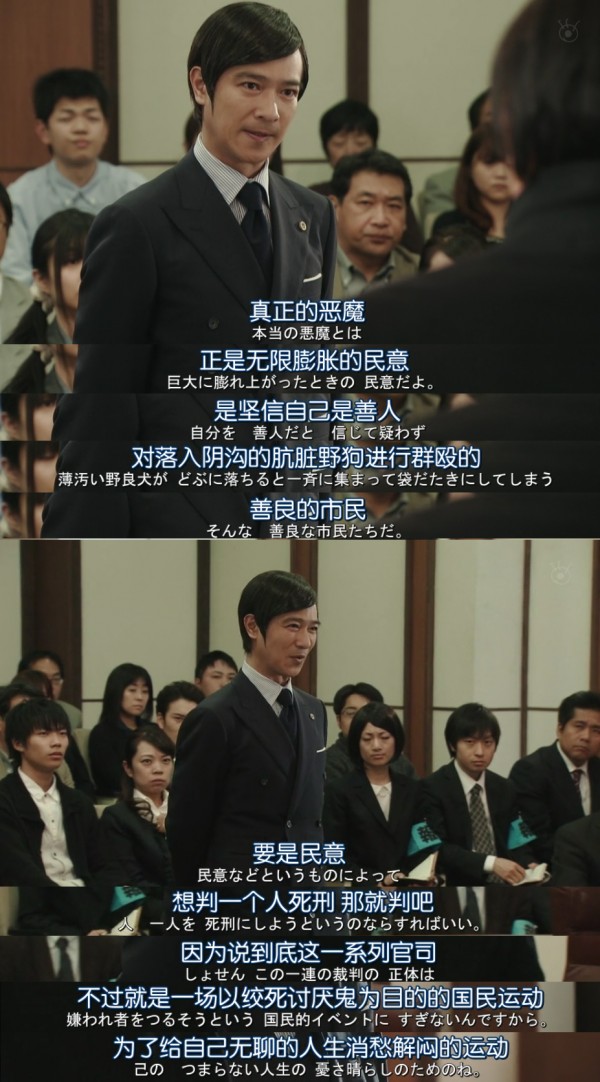 真正的恶魔
本当の悪魔とは
正是无限膨胀的民意
巨大に膨れ上がったときの 民意だよ。
是坚信自己是善人
自分を 善人だと 信じて疑わず
对落入阴沟的肮脏野狗进行群殴的
薄汚い野良犬が どぶに落ちると一斉に集まって袋だたきにしてしまう
善良的市民
そんな 善良な市民たちだ。
要是民意
民意などというものによって
想判一个人死刑 那就判吧
人 一人を 死刑にしようというのならすればいい。
因为说到底这一系列官司
しょせん この一連の裁判の 正体は
不过就是一场以绞死讨厌鬼为目的的国民运动
嫌われ者をつるそうという 国民的イベントに すぎないんですから。
为了给自己无聊的人生消愁解闷的运动
己の つまらない人生の 憂さ晴らしのためのね。